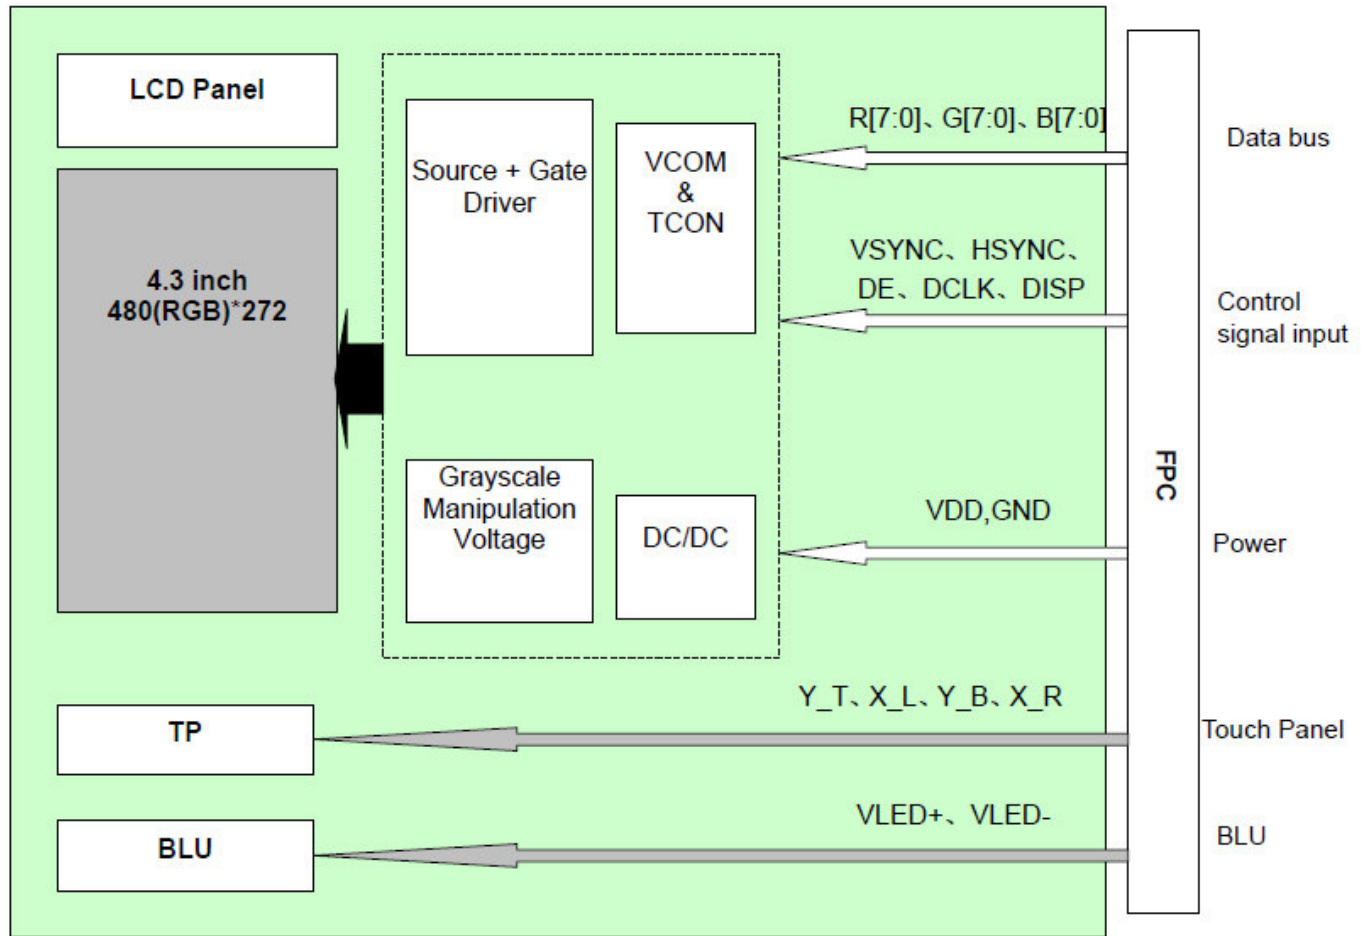 LCD Panel
4.3 inch
480(RGB)*272
Source + Gate
Driver
VCOM
&
TCON
Grayscale
Manipulation
Voltage
DC/DC
R[7:0]、G[7:0]、B[7:0]
Data bus
VSYNC、HSYNC、
DE、DCLK、DISP
Control
signal input
VDD,GND
Power
FPC
TP
Y_T、X_L、Y_B、X_R
Touch Panel
BLU
VLED+、VLED-
BLU